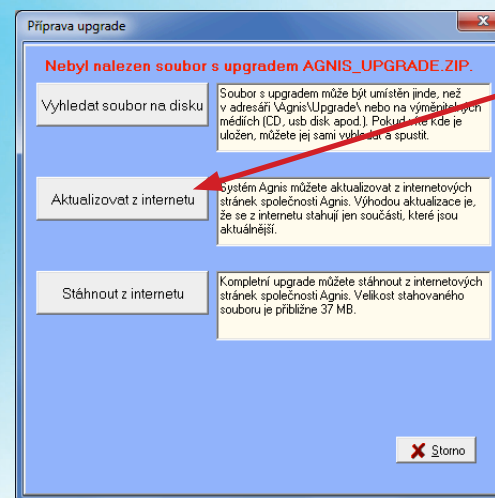 Příprava upgrade
x
Nebyl nalezen soubor s upgradem AGNIS_UPGRADE.ZIP.
Vyhledat soubor na disku
Soubor s upgradem může být umístěn jinde, než
v adresáři \Agnis\Upgrade\ nebo na výměnitelných
médiích (CD, usb disk apod.). Pokud víte kde je
uložen, můžete jej sami vyhledat a spustit.
Aktualizovat z internetu
Systém Agnis můžete aktualizovat z internetových
stránek společnosti Agnis. Výhodou aktualizace je,
že se z internetu stahují jen součásti, které jsou
aktuálnější.
Stáhnout z internetu
Kompletní upgrade můžete stáhnout z internetových
stránek společnosti Agnis. Velikost stahovaného
souboru je přibližne 37 MB.
Storno